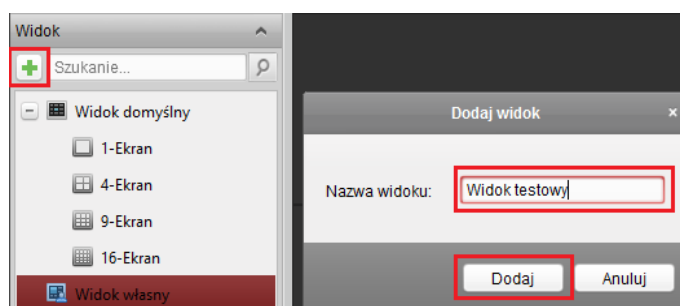 Widok
Szukanie...
Widok domyślny
1-Ekran
4-Ekran
9-Ekran
16-Ekran
Widok własny
Dodaj widok ×
Nazwa widoku: Widok testowy
Dodaj Anuluj